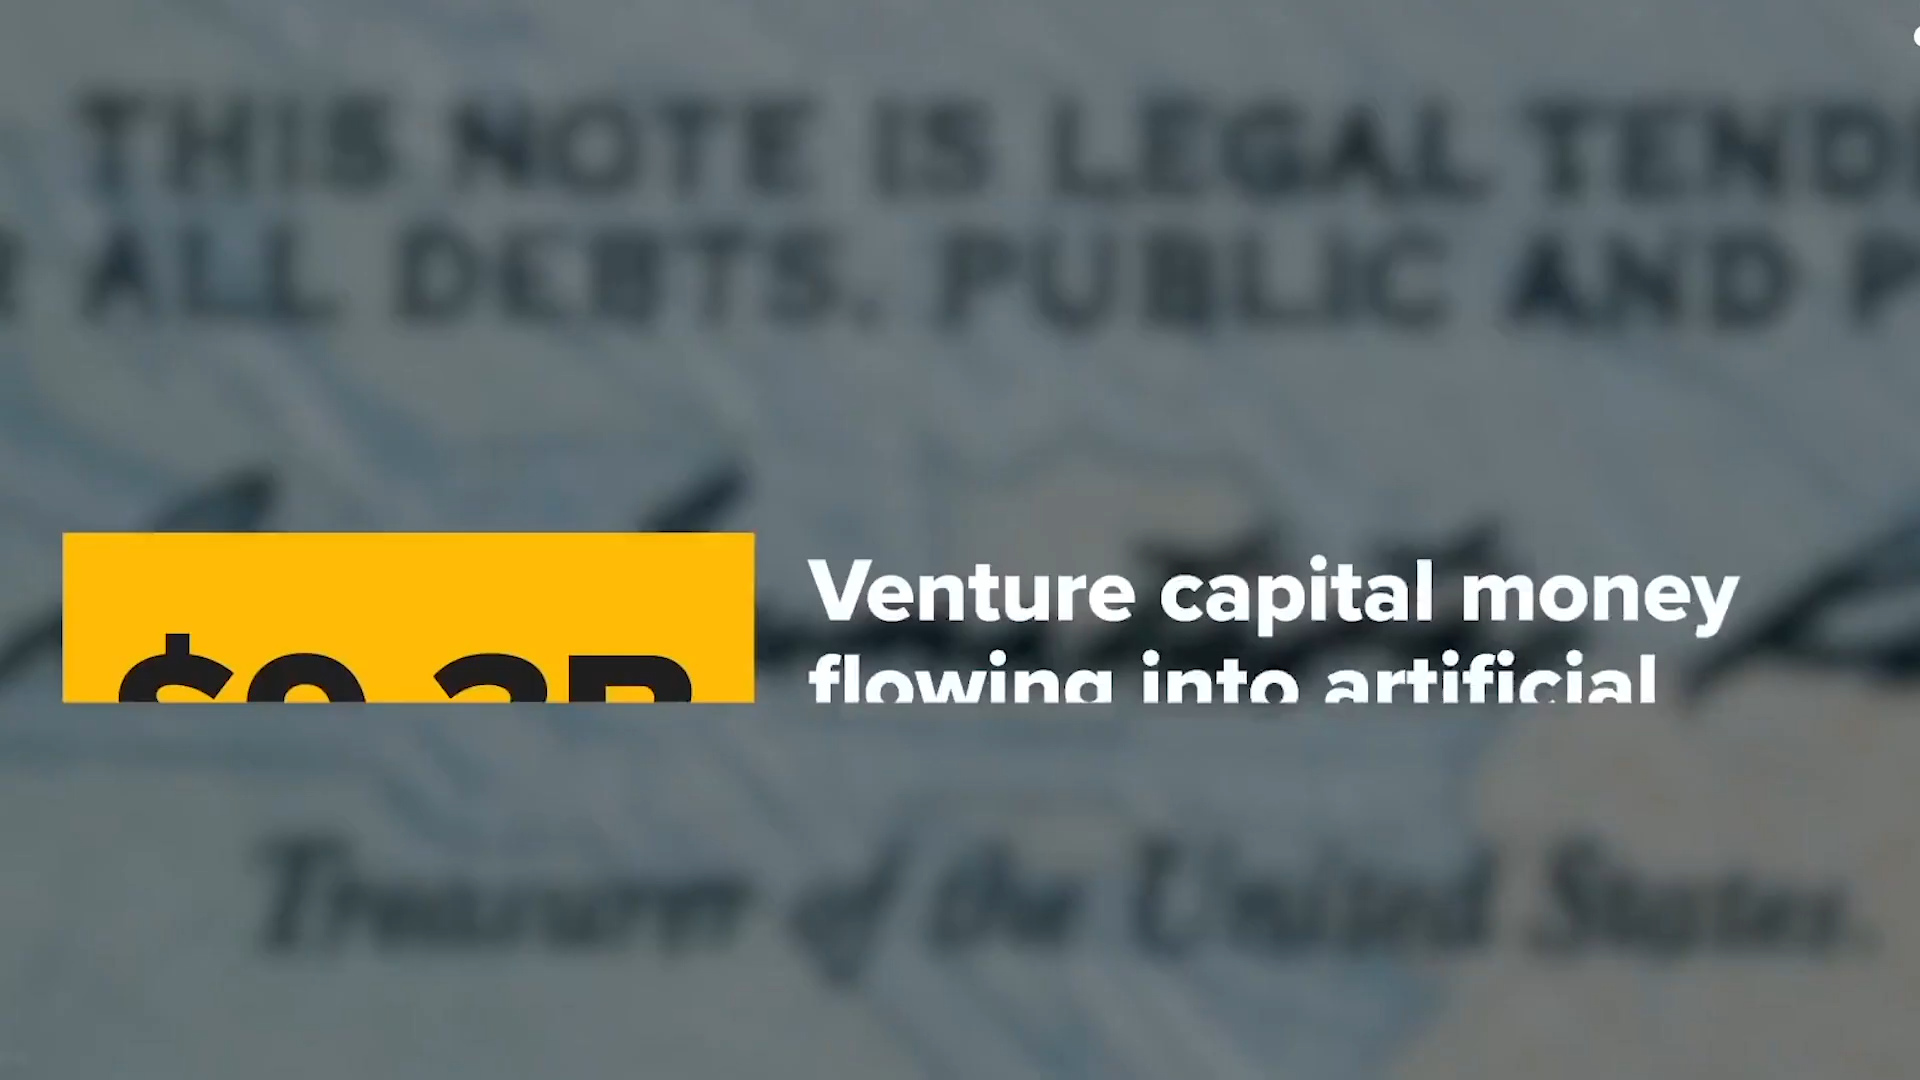 THIS NOTE IS LEGAL
ALL DEBTS, PUBLIC AND
Venture capital money
flowing into artificial
Treasurer of the United States.